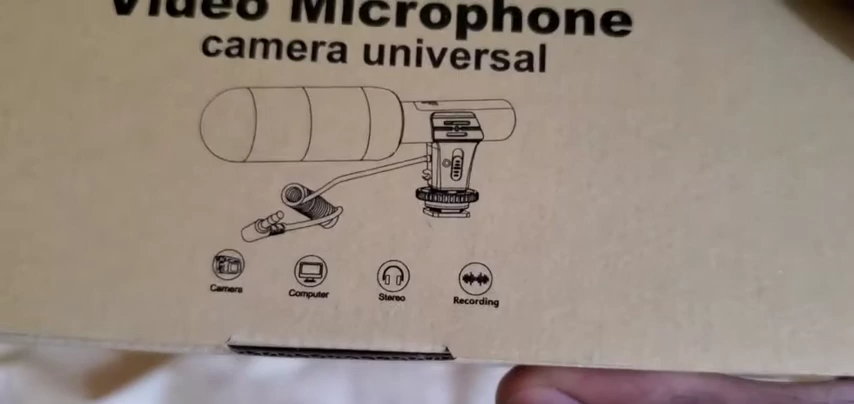 Video Microphone
camera universal
Camera
Computer
Stereo
Recording